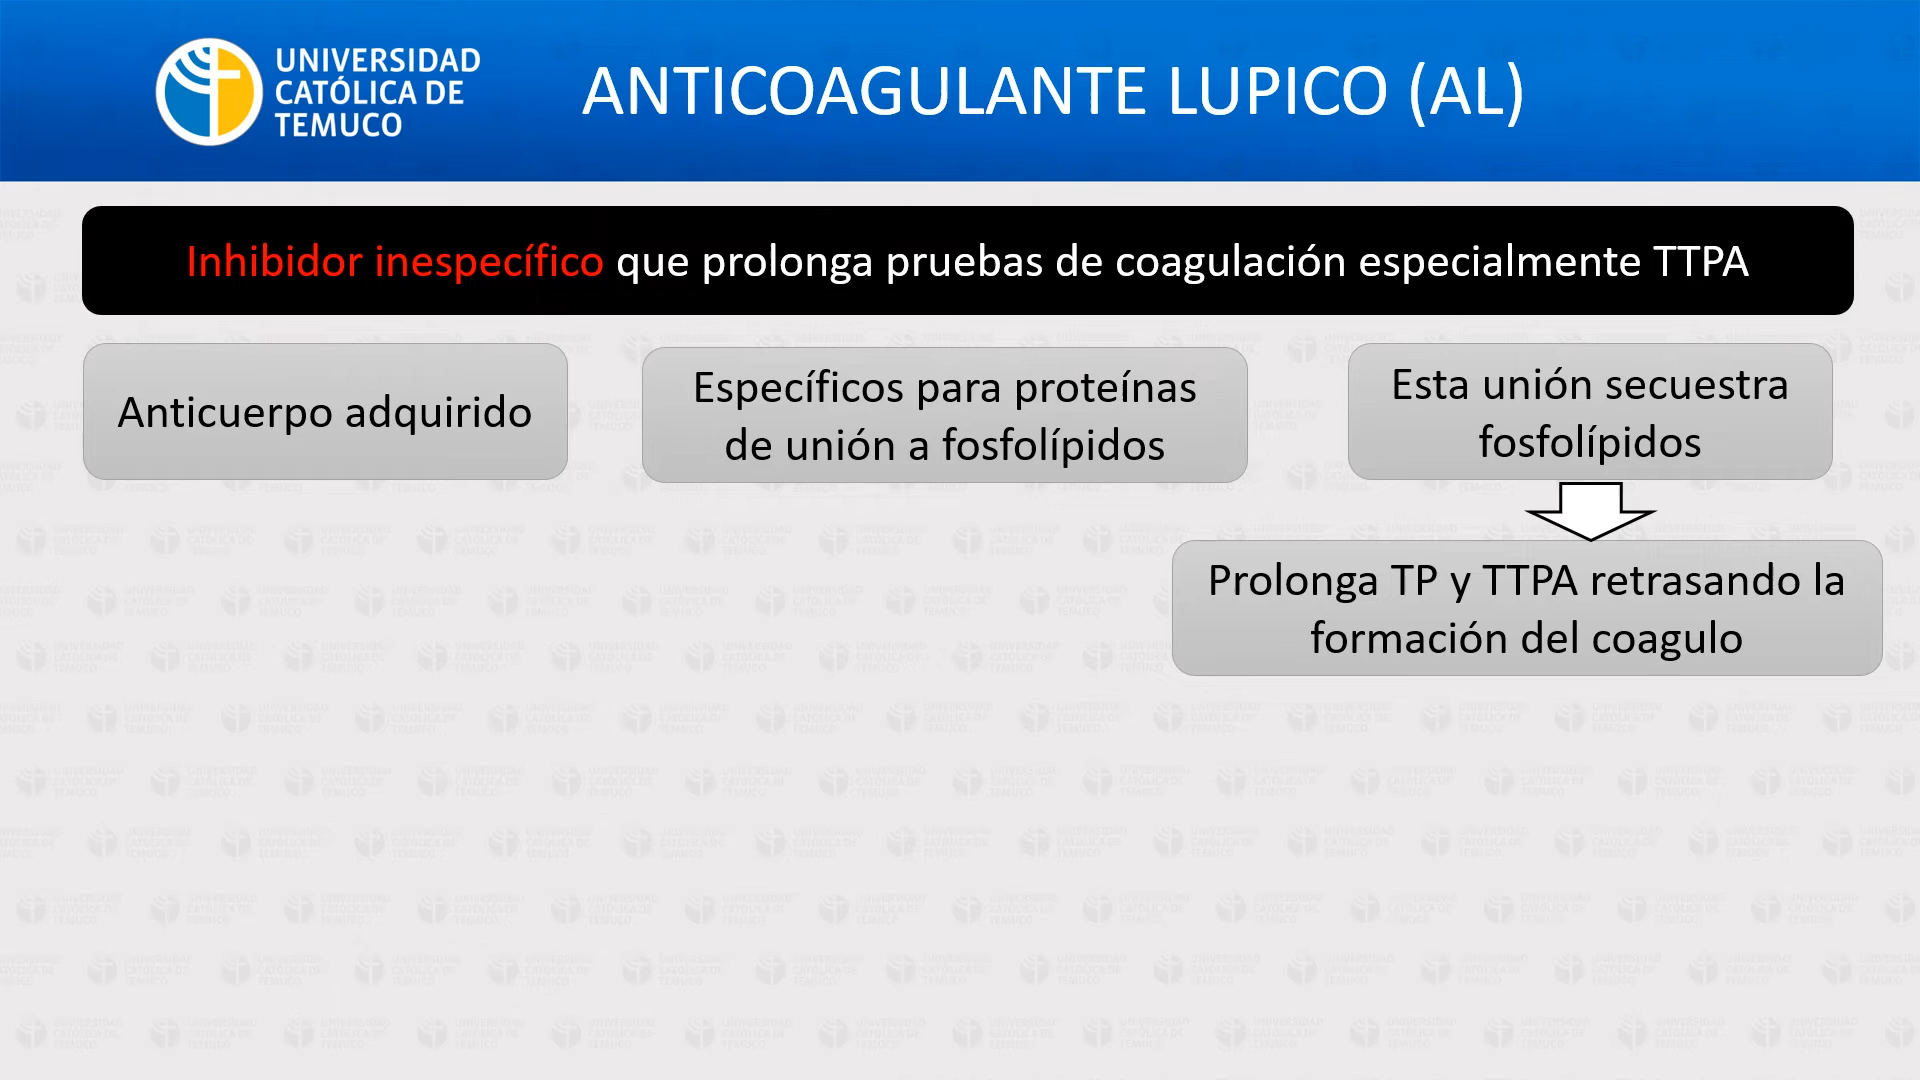 UNIVERSIDAD
CATÓLICA DE
TEMUCO
ANTICOAGULANTE LUPICO (AL)
Inhibidor inespecífico que prolonga pruebas de coagulación especialmente TTPA
Anticuerpo adquirido
Específicos para proteínas
de unión a fosfolípidos
Esta unión secuestra
fosfolípidos
Prolonga TP y TTPA retrasando la
formación del coagulo